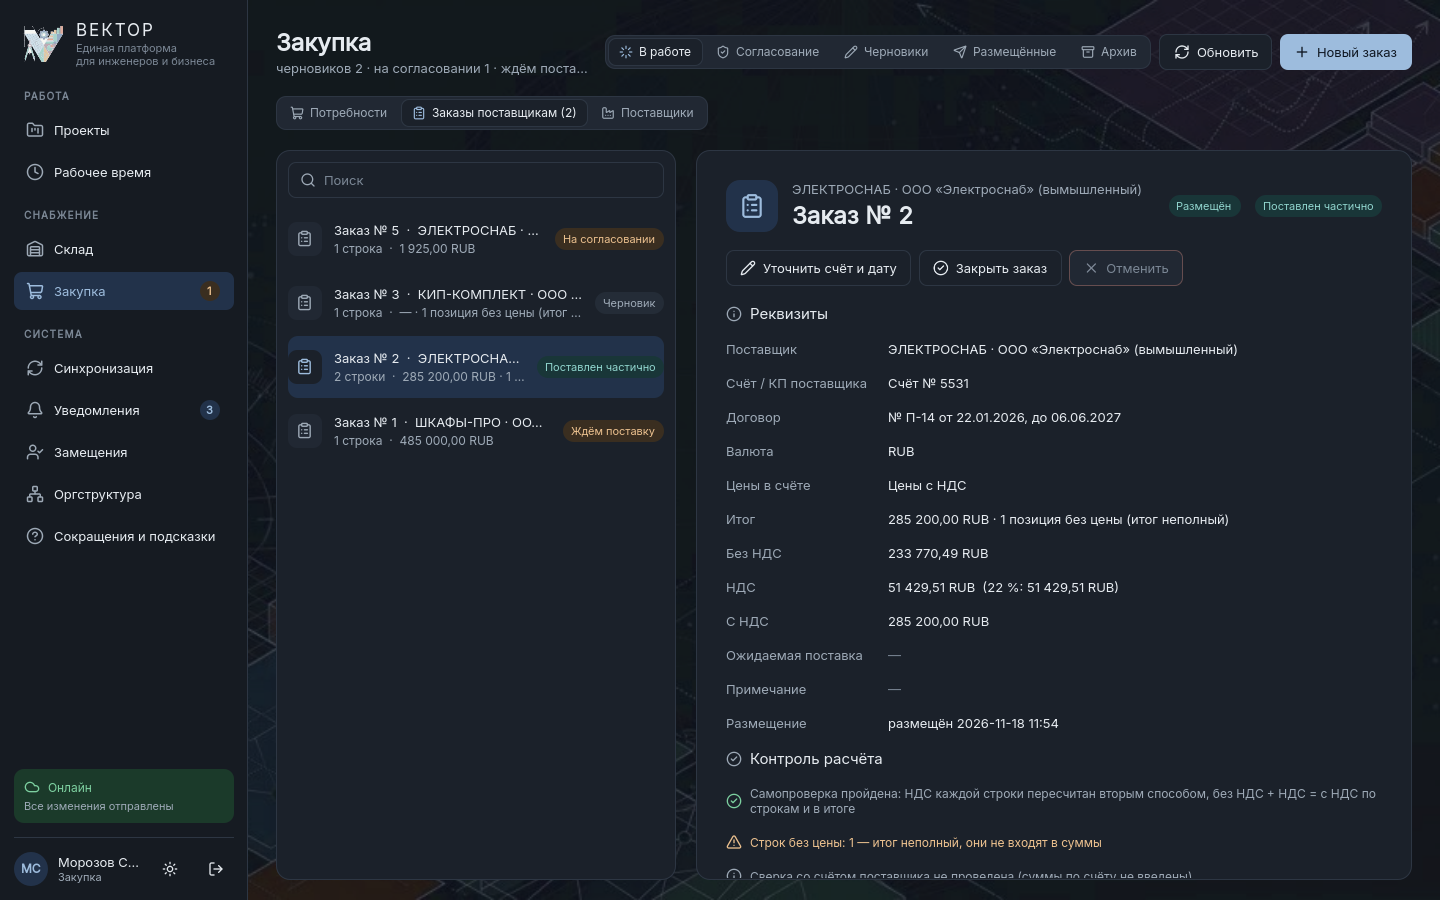 ВЕКТОР
Единая платформа
для инженеров и бизнеса
РАБОТА
Проекты
Рабочее время
СНАБЖЕНИЕ
Склад
Закупка
1
СИСТЕМА
Синхронизация
Уведомления
3
Замещения
Оргструктура
Сокращения и подсказки
Онлайн
Все изменения отправлены
МС
Морозов С...
Закупка
Закупка
черновиков 2 · на согласовании 1 · ждём поста...
В работе
Согласование
Черновики
Размещённые
Архив
Обновить
Новый заказ
Потребности
Заказы поставщикам (2)
Поставщики
Поиск
Заказ № 5 · ЭЛЕКТРОСНАБ · ...
1 строка · 1 925,00 RUB
На согласовании
Заказ № 3 · КИП-КОМПЛЕКТ · ООО ...
1 строка · — · 1 позиция без цены (итог ...
Черновик
Заказ № 2 · ЭЛЕКТРОСНА...
2 строки · 285 200,00 RUB · 1 ...
Поставлен частично
Заказ № 1 · ШКАФЫ-ПРО · ОО...
1 строка · 485 000,00 RUB
Ждём поставку
ЭЛЕКТРОСНАБ · ООО «Электроснаб» (вымышленный)
Заказ № 2
Размещён
Поставлен частично
Уточнить счёт и дату
Закрыть заказ
Отменить
Реквизиты
Поставщик ЭЛЕКТРОСНАБ · ООО «Электроснаб» (вымышленный)
Счёт / КП поставщика Счёт № 5531
Договор № П-14 от 22.01.2026, до 06.06.2027
Валюта RUB
Цены в счёте Цены с НДС
Итог 285 200,00 RUB · 1 позиция без цены (итог неполный)
Без НДС 233 770,49 RUB
НДС 51 429,51 RUB (22 %: 51 429,51 RUB)
С НДС 285 200,00 RUB
Ожидаемая поставка —
Примечание —
Размещение размещён 2026-11-18 11:54
Контроль расчёта
Самопроверка пройдена: НДС каждой строки пересчитан вторым способом, без НДС + НДС = с НДС по
строкам и в итоге
Строк без цены: 1 — итог неполный, они не входят в суммы
Сверка со счётом поставщика не проведена (суммы по счёту не введены)